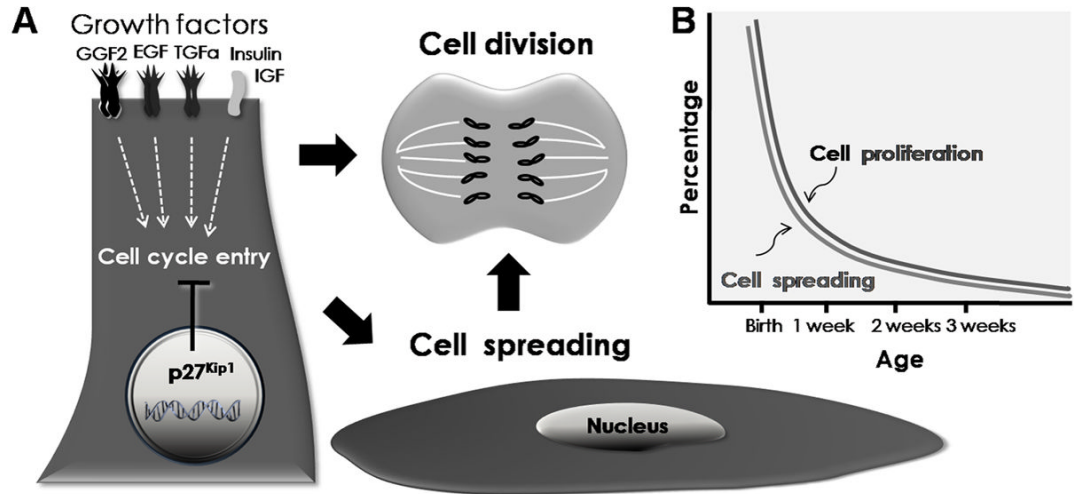 A
Growth factors
GGF2 EGF TGFa Insulin
IGF
Cell cycle entry
p27Kip1
Cell division
Cell spreading
Nucleus
B
Percentage
Cell proliferation
Cell spreading
Birth 1 week 2 weeks 3 weeks
Age